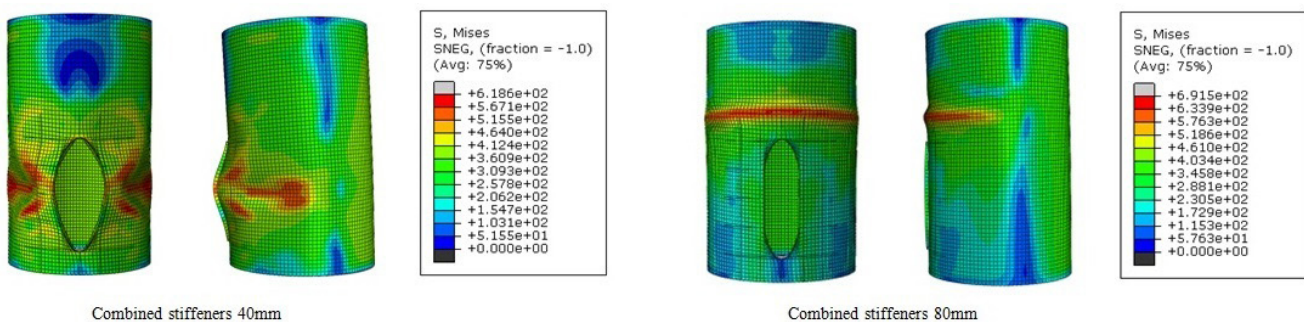 S, Mises
SNEG, (fraction = -1.0)
(Avg: 75%)
+6.186e+02
+5.671e+02
+5.155e+02
+4.640e+02
+4.124e+02
+3.609e+02
+3.093e+02
+2.578e+02
+2.062e+02
+1.547e+02
+1.031e+02
+5.155e+01
+0.000e+00
S, Mises
SNEG, (fraction = -1.0)
(Avg: 75%)
+6.915e+02
+6.339e+02
+5.763e+02
+5.186e+02
+4.610e+02
+4.034e+02
+3.458e+02
+2.881e+02
+2.305e+02
+1.729e+02
+1.153e+02
+5.763e+01
+0.000e+00
Combined stiffeners 40mm
Combined stiffeners 80mm